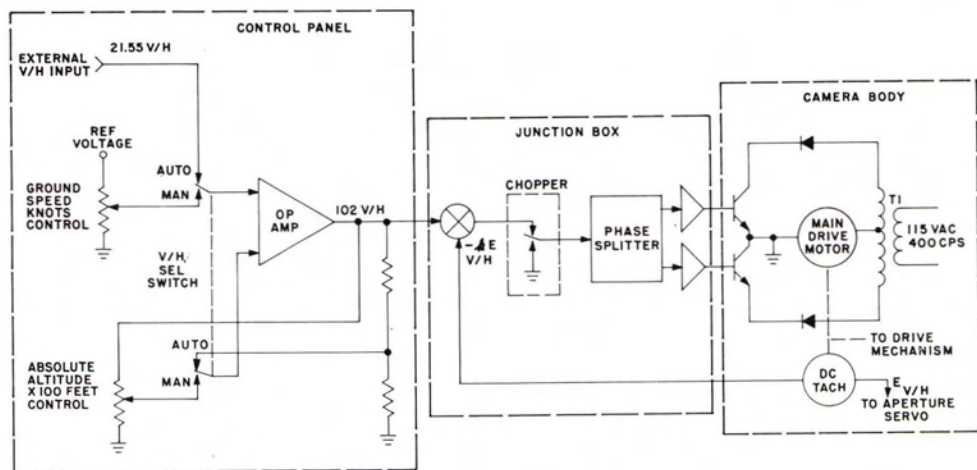 CONTROL PANEL
EXTERNAL
V/H INPUT
21.55 V/H
REF
VOLTAGE
AUTO
MAN
GROUND
SPEED
KNOTS
CONTROL
OP
AMP
102 V/H
V/H,
SEL
SWITCH
AUTO
MAN
ABSOLUTE
ALTITUDE
X 100 FEET
CONTROL
JUNCTION BOX
CHOPPER
E
V/H
PHASE
SPLITTER
CAMERA BODY
T1
MAIN
DRIVE
MOTOR
115 VAC
400 CPS
TO DRIVE
MECHANISM
DC
TACH
E
V/H
TO APERTURE
SERVO